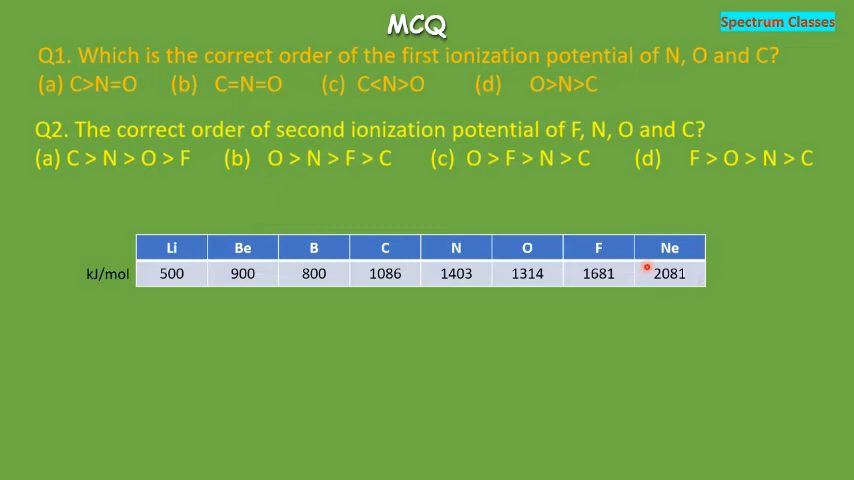 MCQ
Spectrum Classes
Q1. Which is the correct order of the first ionization potential of N, O and C?
(a) C>N=O (b) C=N=O (c) C<N>O (d) O>N>C
Q2. The correct order of second ionization potential of F, N, O and C?
(a) C > N > O > F (b) O > N > F > C (c) O > F > N > C (d) F > O > N > C
Li Be B C N O F Ne
kJ/mol 500 900 800 1086 1403 1314 1681 2081